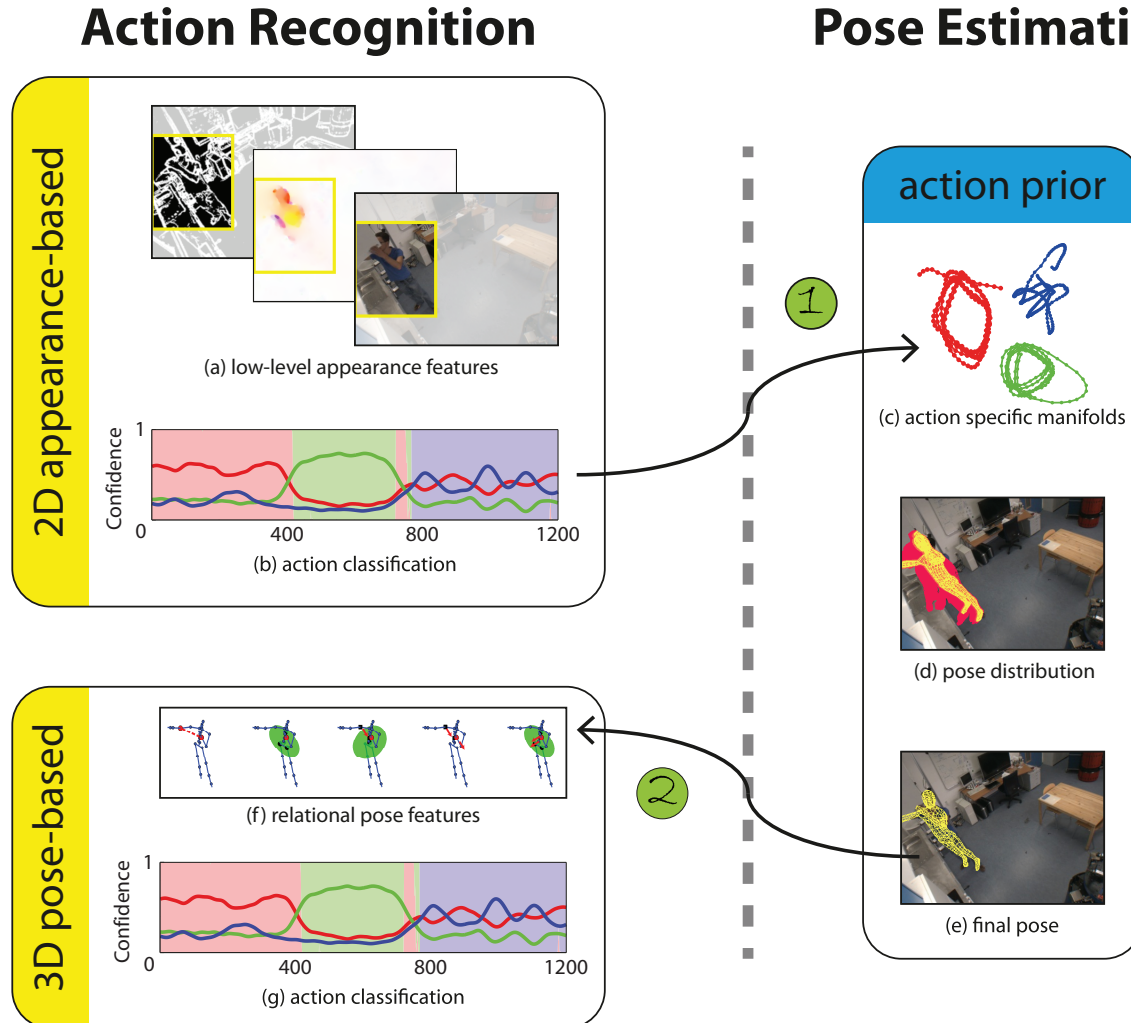 Action Recognition
Pose Estimati
2D appearance-based
(a) low-level appearance features
1
Confidence
0
400
800
1200
(b) action classification
1
action prior
(c) action specific manifolds
(d) pose distribution
(e) final pose
2
3D pose-based
(f) relational pose features
1
Confidence
0
400
800
1200
(g) action classification